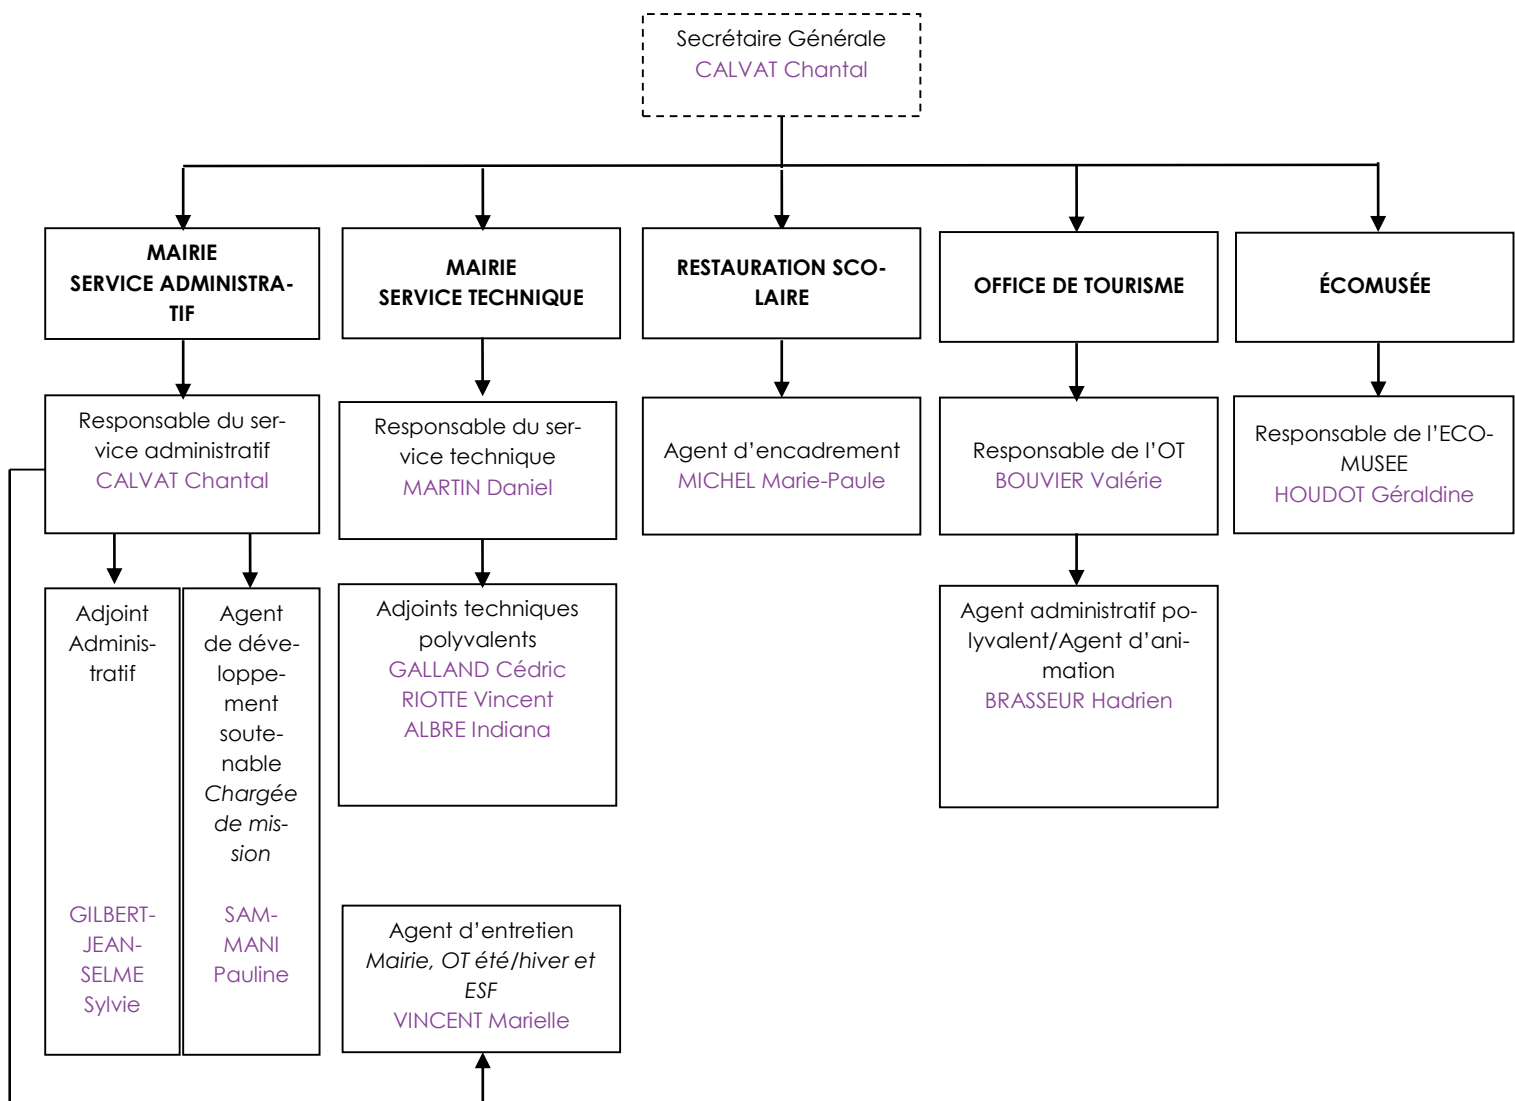 Secrétaire Générale
CALVAT Chantal
MAIRIE
SERVICE ADMINISTRA-
TIF
MAIRIE
SERVICE TECHNIQUE
RESTAURATION SCO-
LAIRE
OFFICE DE TOURISME
ÉCOMUSÉE
Responsable du ser-
vice administratif
CALVAT Chantal
Responsable du ser-
vice technique
MARTIN Daniel
Agent d’encadrement
MICHEL Marie-Paule
Responsable de l’OT
BOUVIER Valérie
Responsable de l’ECO-
MUSEE
HOUDOT Géraldine
Adjoint
Adminis-
tratif
GILBERT-
JEAN-
SELME
Sylvie
Agent
de déve-
loppe-
ment
soute-
nable
Chargée
de mis-
sion
SAM-
MANI
Pauline
Adjoints techniques
polyvalents
GALLAND Cédric
RIOTTE Vincent
ALBRE Indiana
Agent administratif po-
lyvalent/Agent d’ani-
mation
BRASSEUR Hadrien
Agent d’entretien
Mairie, OT été/hiver et
ESF
VINCENT Marielle